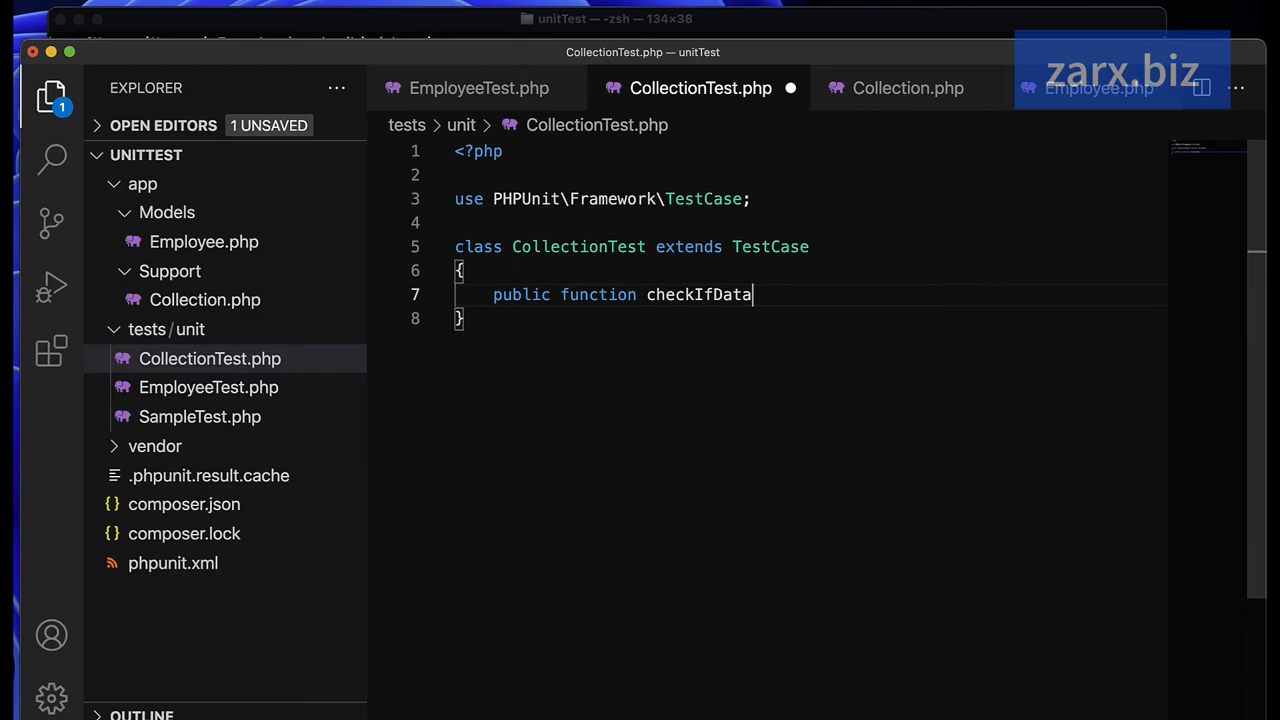 unitTest — -zsh — 134×38
CollectionTest.php — unitTest
zarx.biz
EXPLORER
EmployeeTest.php
CollectionTest.php
Collection.php
Employee.php
OPEN EDITORS 1 UNSAVED
tests > unit > CollectionTest.php
UNITTEST
app
Models
Employee.php
Support
Collection.php
tests / unit
CollectionTest.php
EmployeeTest.php
SampleTest.php
vendor
.phpunit.result.cache
composer.json
composer.lock
phpunit.xml
OUTLINE
1
1 <?php
2
3 use PHPUnit\Framework\TestCase;
4
5 class CollectionTest extends TestCase
6 {
7 public function checkIfData
8 }